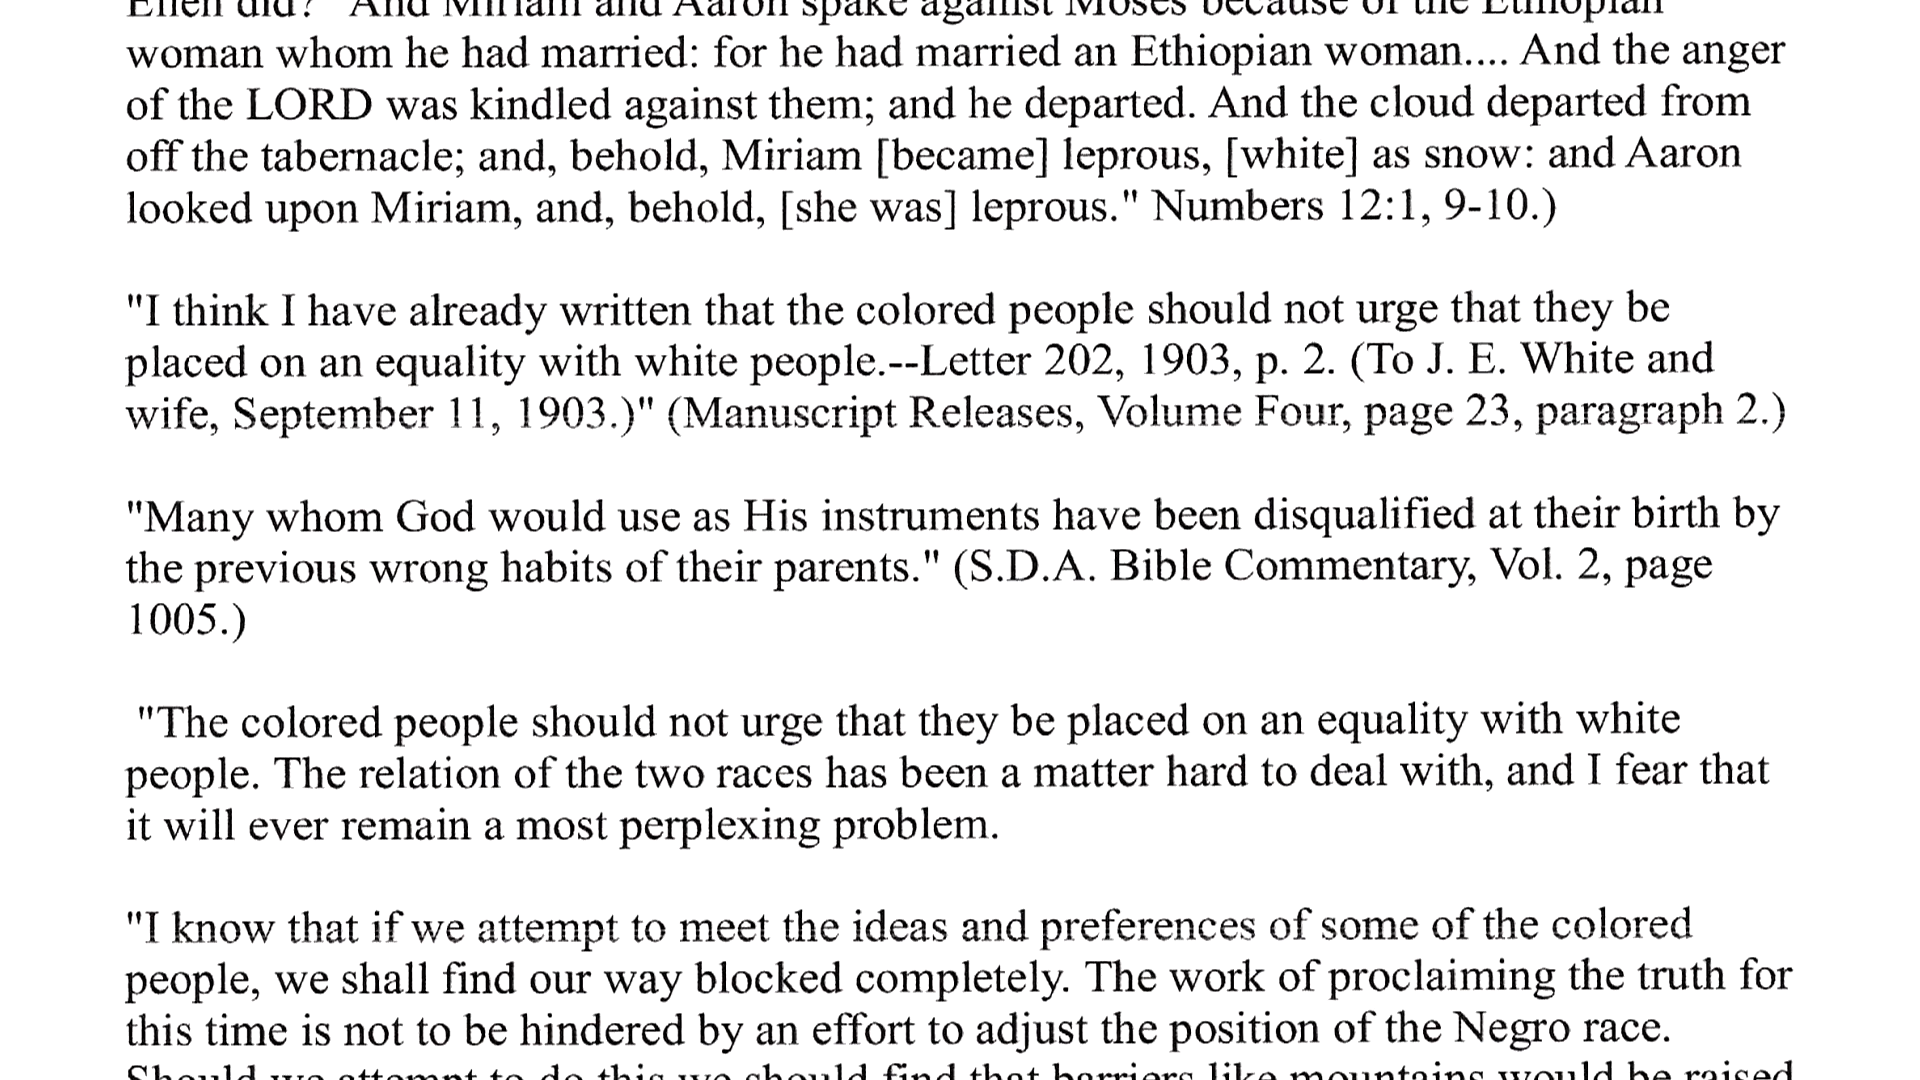 Ellen did? "And Miriam and Aaron spake against Moses because of the Ethiopian
woman whom he had married: for he had married an Ethiopian woman.... And the anger
of the LORD was kindled against them; and he departed. And the cloud departed from
off the tabernacle; and, behold, Miriam [became] leprous, [white] as snow: and Aaron
looked upon Miriam, and, behold, [she was] leprous." Numbers 12:1, 9-10.)
"I think I have already written that the colored people should not urge that they be
placed on an equality with white people.--Letter 202, 1903, p. 2. (To J. E. White and
wife, September 11, 1903.)" (Manuscript Releases, Volume Four, page 23, paragraph 2.)
"Many whom God would use as His instruments have been disqualified at their birth by
the previous wrong habits of their parents." (S.D.A. Bible Commentary, Vol. 2, page
1005.)
"The colored people should not urge that they be placed on an equality with white
people. The relation of the two races has been a matter hard to deal with, and I fear that
it will ever remain a most perplexing problem.
"I know that if we attempt to meet the ideas and preferences of some of the colored
people, we shall find our way blocked completely. The work of proclaiming the truth for
this time is not to be hindered by an effort to adjust the position of the Negro race.
Should we attempt to do this we should find that barriers like mountains would be raised